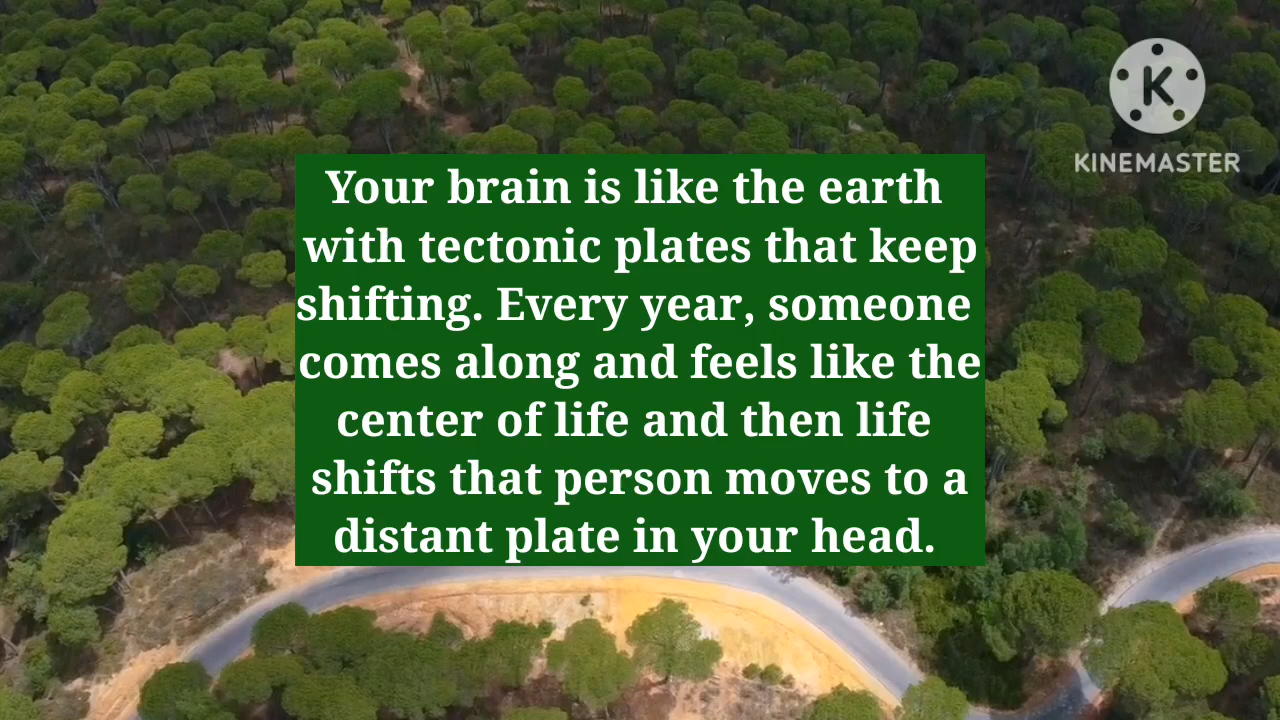 K
KINEMASTER
Your brain is like the earth
with tectonic plates that keep
shifting. Every year, someone
comes along and feels like the
center of life and then life
shifts that person moves to a
distant plate in your head.